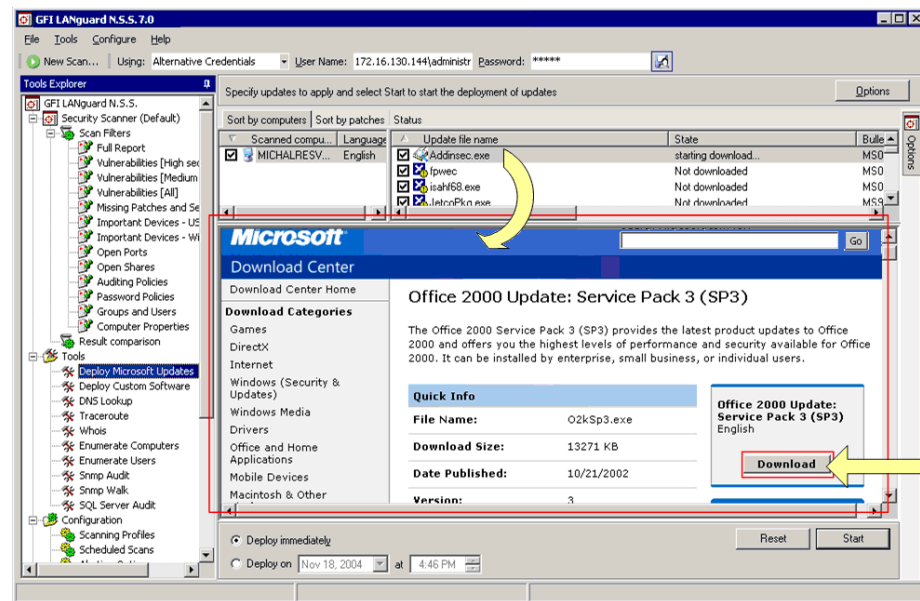 GFI LANguard N.S.S.7.0
File Tools Configure Help
New Scan... Using: Alternative Credentials User Name: 172.16.130.144\administr Password: *****
Tools Explorer
GFI LANguard N.S.S.
Security Scanner (Default)
Scan Filters
Full Report
Vulnerabilities [High sec
Vulnerabilities [Medium
Vulnerabilities [All]
Missing Patches and Se
Important Devices - US
Important Devices - Wi
Open Ports
Open Shares
Auditing Policies
Password Policies
Groups and Users
Computer Properties
Result comparison
Tools
Deploy Microsoft Updates
Deploy Custom Software
DNS Lookup
Traceroute
Whois
Enumerate Computers
Enumerate Users
Snmp Audit
Snmp Walk
SQL Server Audit
Configuration
Scanning Profiles
Scheduled Scans
Specify updates to apply and select Start to start the deployment of updates
Options
Sort by computers Sort by patches Status
Scanned compu... Language
MICHALRESV... English
Update file name State Bulle
Addinsec.exe starting download... MS0
fpwec Not downloaded MS0
isahf68.exe Not downloaded MS0
JetcoPkg.exe Not downloaded MS9
Options
Microsoft
Go
Download Center
Download Center Home
Download Categories
Games
DirectX
Internet
Windows (Security &
Updates)
Windows Media
Drivers
Office and Home
Applications
Mobile Devices
Macintosh & Other
Office 2000 Update: Service Pack 3
(SP3)
The Office 2000 Service Pack 3 (SP3) provides the latest product updates to Office
2000 and offers you the highest levels of performance and security available for Office
2000. It can be installed by enterprise, small business, or individual users.
Quick Info
File Name: O2kSp3.exe
Download Size: 13271 KB
Date Published: 10/21/2002
Version: 3
Office 2000 Update:
Service Pack 3 (SP3)
English
Download
Deploy immediately
Deploy on Nov 18, 2004 at 4:46 PM
Reset Start